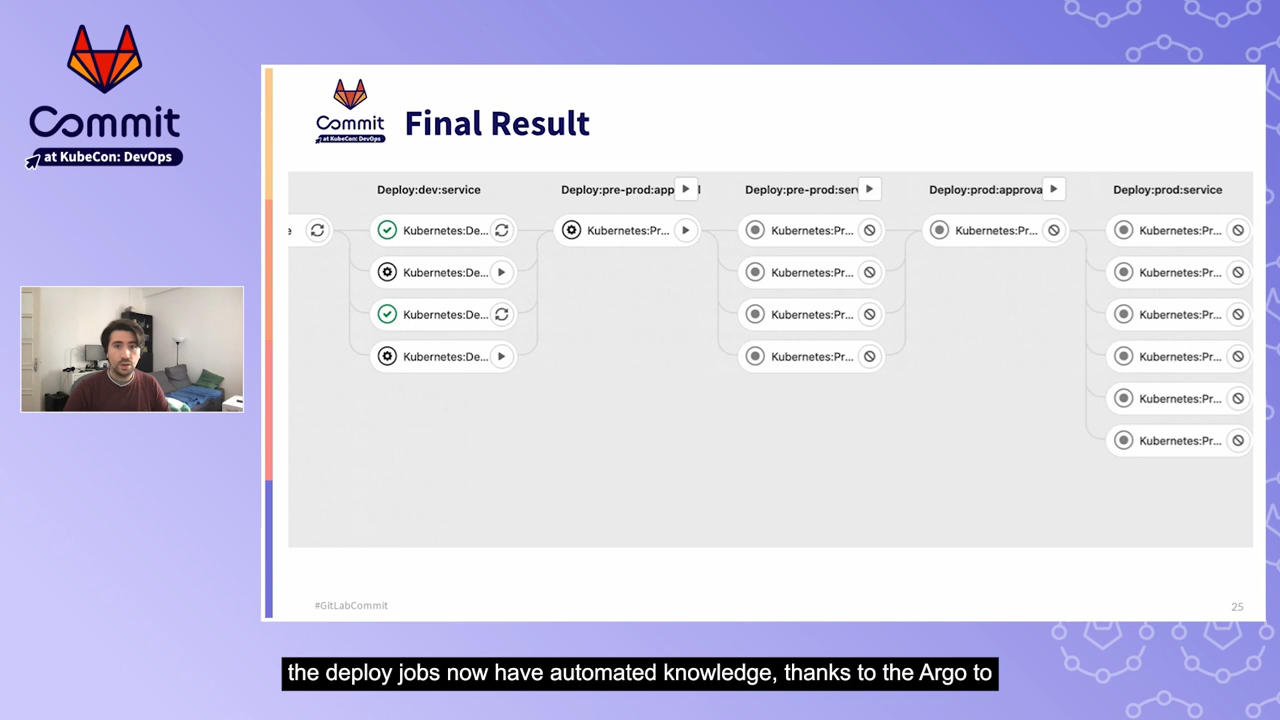 Commit
at KubeCon: DevOps
Commit
at KubeCon: DevOps
Final Result
Deploy:dev:service
Deploy:pre-prod:app l
Deploy:pre-prod:serv
Deploy:prod:approva
Deploy:prod:service
e
Kubernetes:De...
Kubernetes:Pr...
Kubernetes:Pr...
Kubernetes:Pr...
Kubernetes:Pr...
Kubernetes:De...
Kubernetes:Pr...
Kubernetes:Pr...
Kubernetes:De...
Kubernetes:Pr...
Kubernetes:Pr...
Kubernetes:De...
Kubernetes:Pr...
Kubernetes:Pr...
Kubernetes:Pr...
Kubernetes:Pr...
#GitLabCommit
25
the deploy jobs now have automated knowledge, thanks to the Argo to